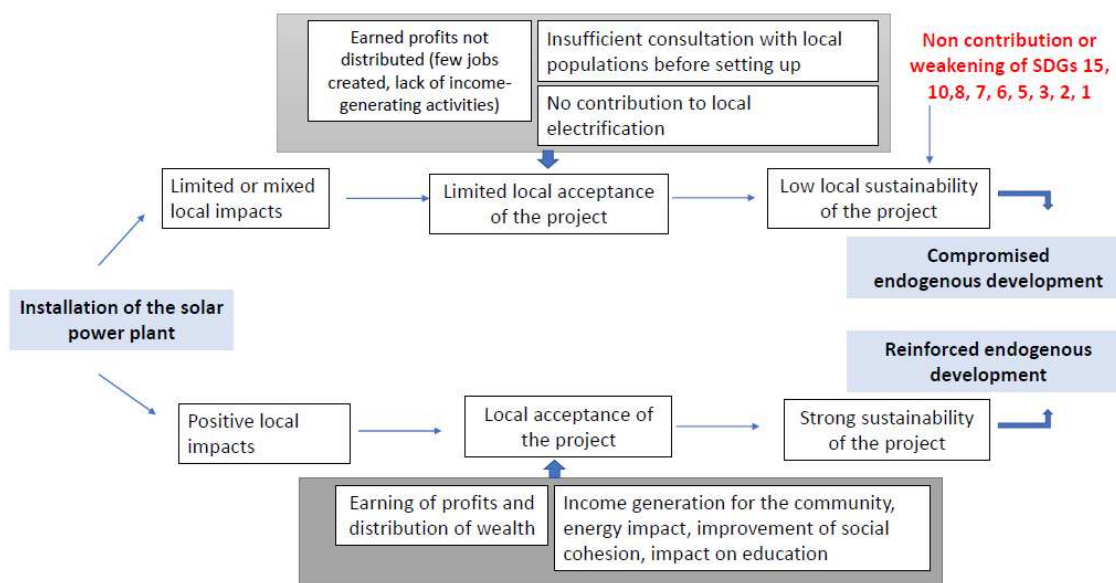 Earned profits not
distributed (few jobs
created, lack of income-
generating activities)
Insufficient consultation with local
populations before setting up
No contribution to local
electrification
Non contribution or
weakening of SDGs 15,
10,8, 7, 6, 5, 3, 2, 1
Limited or mixed
local impacts
Limited local acceptance
of the project
Low local sustainability
of the project
Compromised
endogenous development
Installation of the solar
power plant
Reinforced endogenous
development
Positive local
impacts
Local acceptance of
the project
Strong sustainability
of the project
Earning of profits and
distribution of wealth
Income generation for the community,
energy impact, improvement of social
cohesion, impact on education